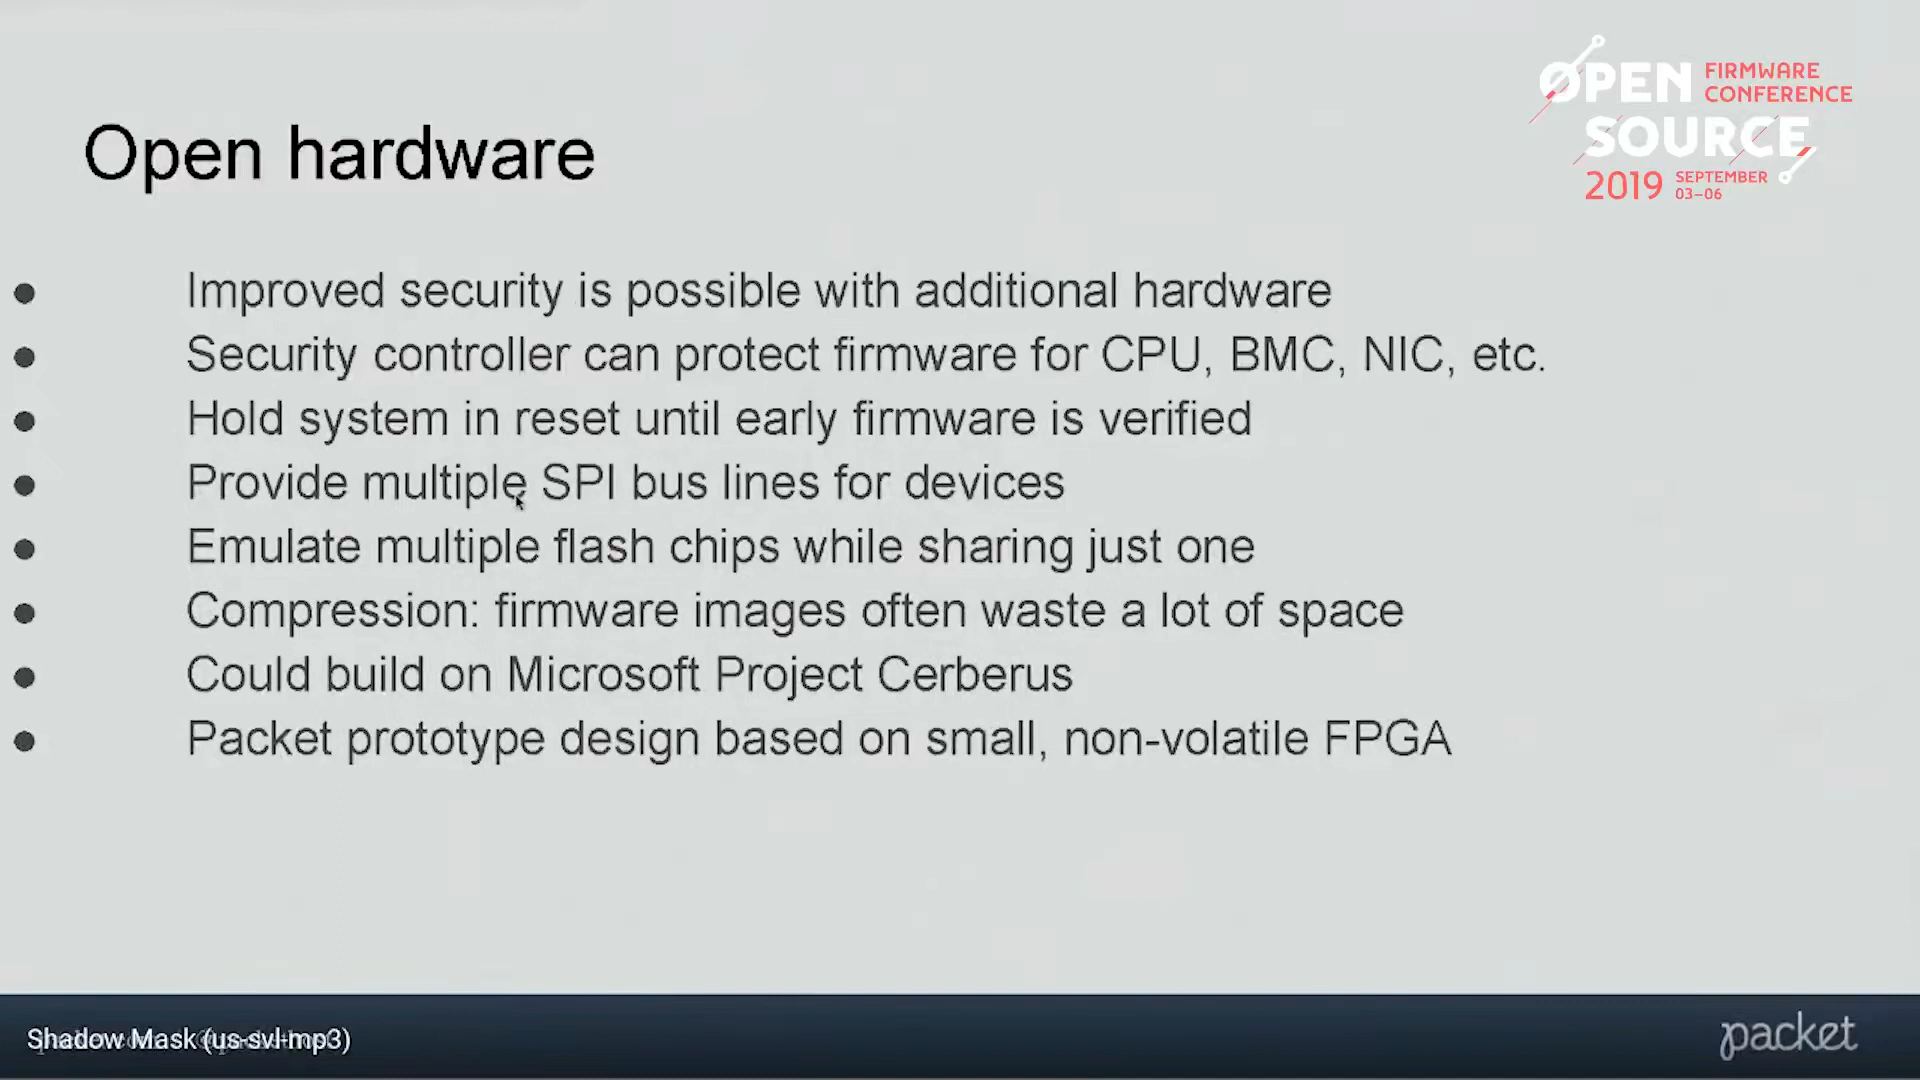 OPEN FIRMWARE
CONFERENCE
SOURCE
2019 SEPTEMBER
03–06
Open hardware
● Improved security is possible with additional hardware
● Security controller can protect firmware for CPU, BMC, NIC, etc.
● Hold system in reset until early firmware is verified
● Provide multiple SPI bus lines for devices
● Emulate multiple flash chips while sharing just one
● Compression: firmware images often waste a lot of space
● Could build on Microsoft Project Cerberus
● Packet prototype design based on small, non-volatile FPGA
Shadow Mask (us-svl-mp3)
packet